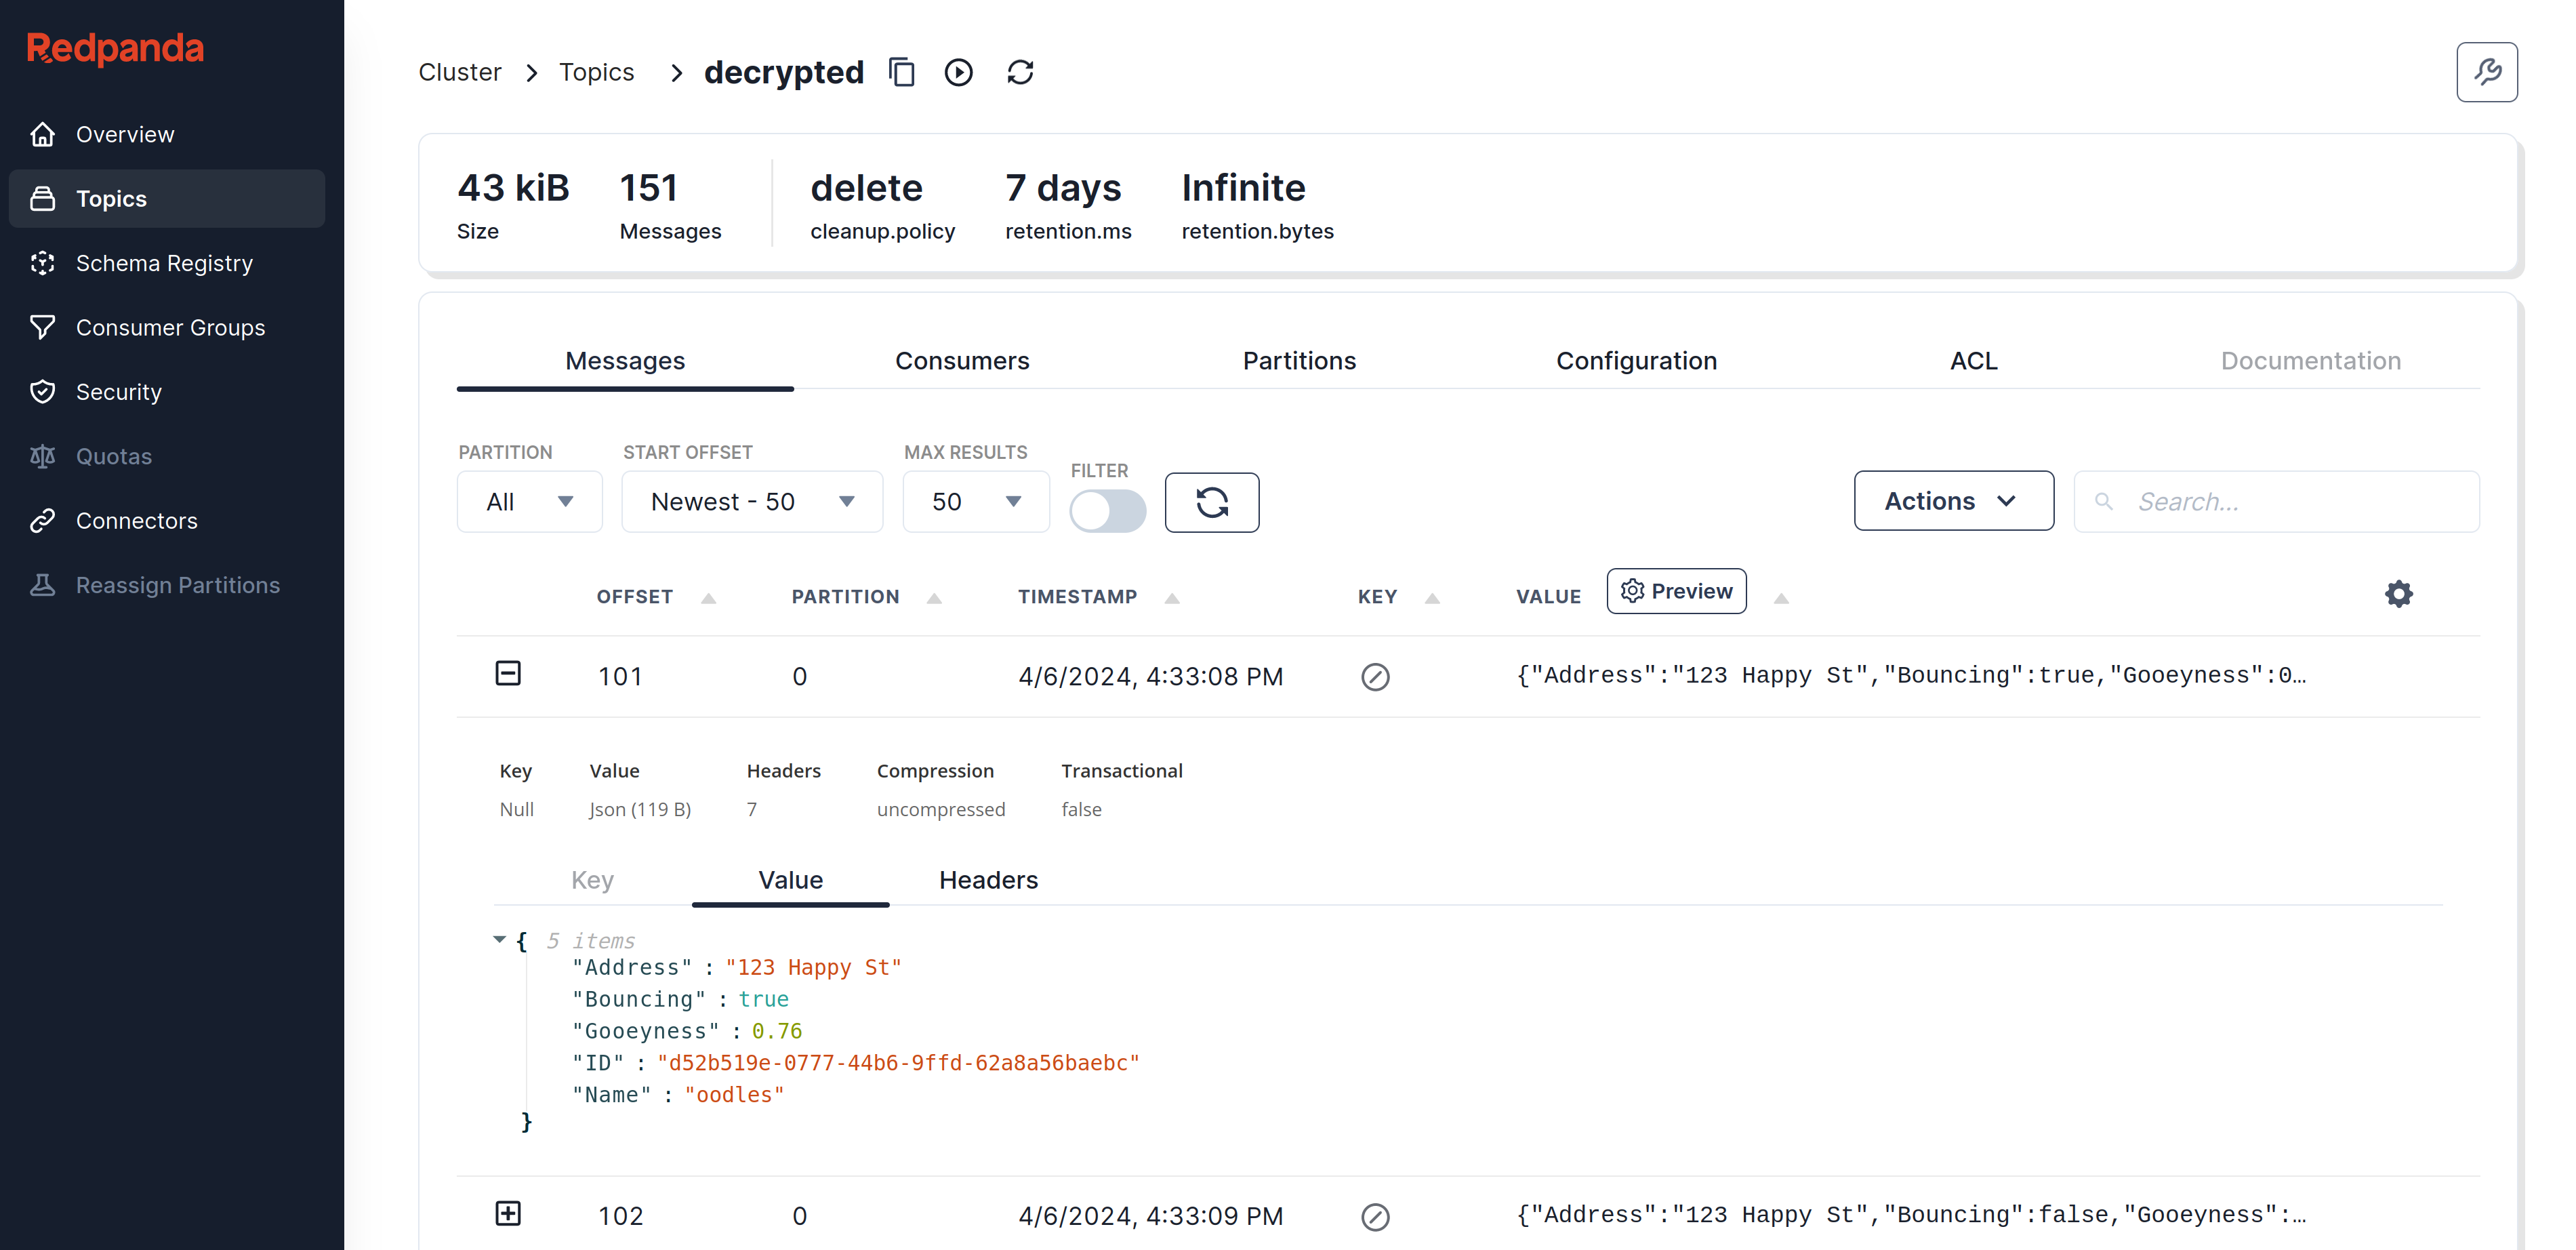 Redpanda
Overview
Topics
Schema Registry
Consumer Groups
Security
Quotas
Connectors
Reassign Partitions
Cluster > Topics > decrypted
43 kiB 151 delete 7 days Infinite
Size Messages cleanup.policy retention.ms retention.bytes
Messages Consumers Partitions Configuration ACL Documentation
PARTITION START OFFSET MAX RESULTS FILTER
All Newest - 50 50 Actions Search...
OFFSET PARTITION TIMESTAMP KEY VALUE Preview
101 0 4/6/2024, 4:33:08 PM {"Address":"123 Happy St","Bouncing":true,"Gooeyness":0…
Key Value Headers Compression Transactional
Null Json (119 B) 7 uncompressed false
Key Value Headers
{ 5 items
"Address" : "123 Happy St"
"Bouncing" : true
"Gooeyness" : 0.76
"ID" : "d52b519e-0777-44b6-9ffd-62a8a56baebc"
"Name" : "oodles"
}
102 0 4/6/2024, 4:33:09 PM {"Address":"123 Happy St","Bouncing":false,"Gooeyness":…